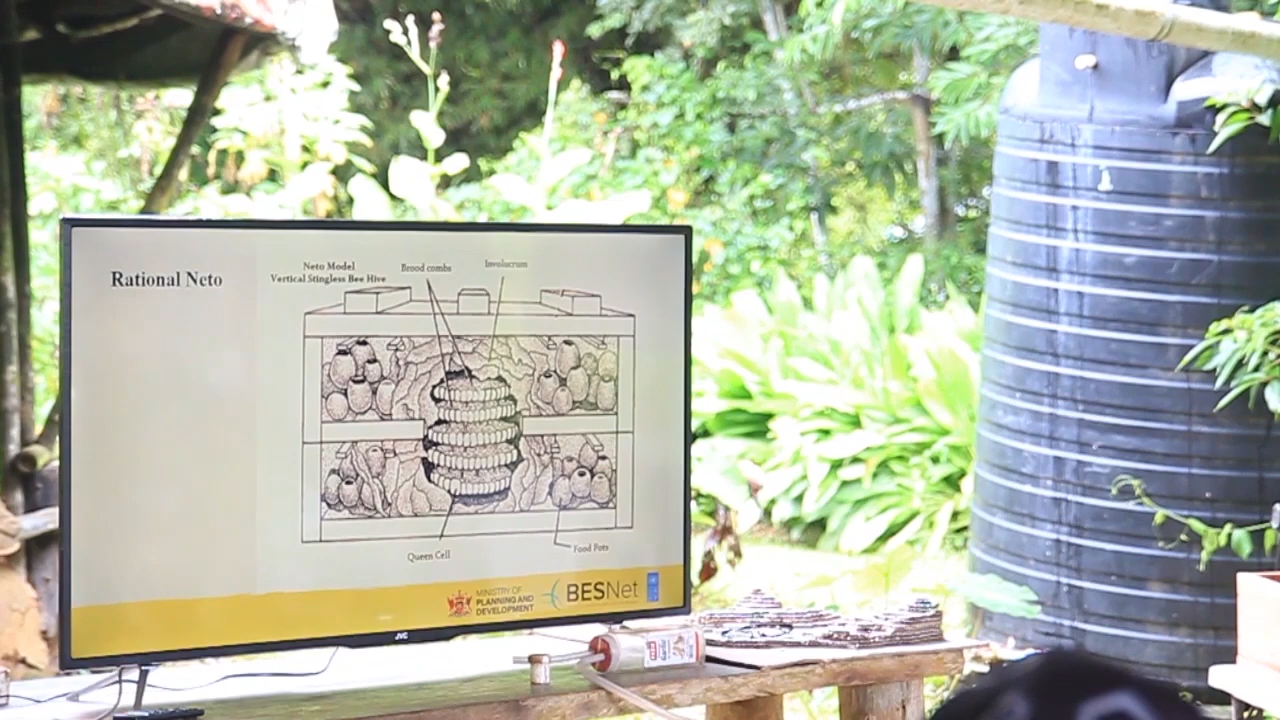 Rational Neto
Neto Model
Vertical Stingless Bee Hive
Brood combs
Involucrum
Queen Cell
Food Pots
MINISTRY OF
PLANNING AND
DEVELOPMENT
BESNet
JVC